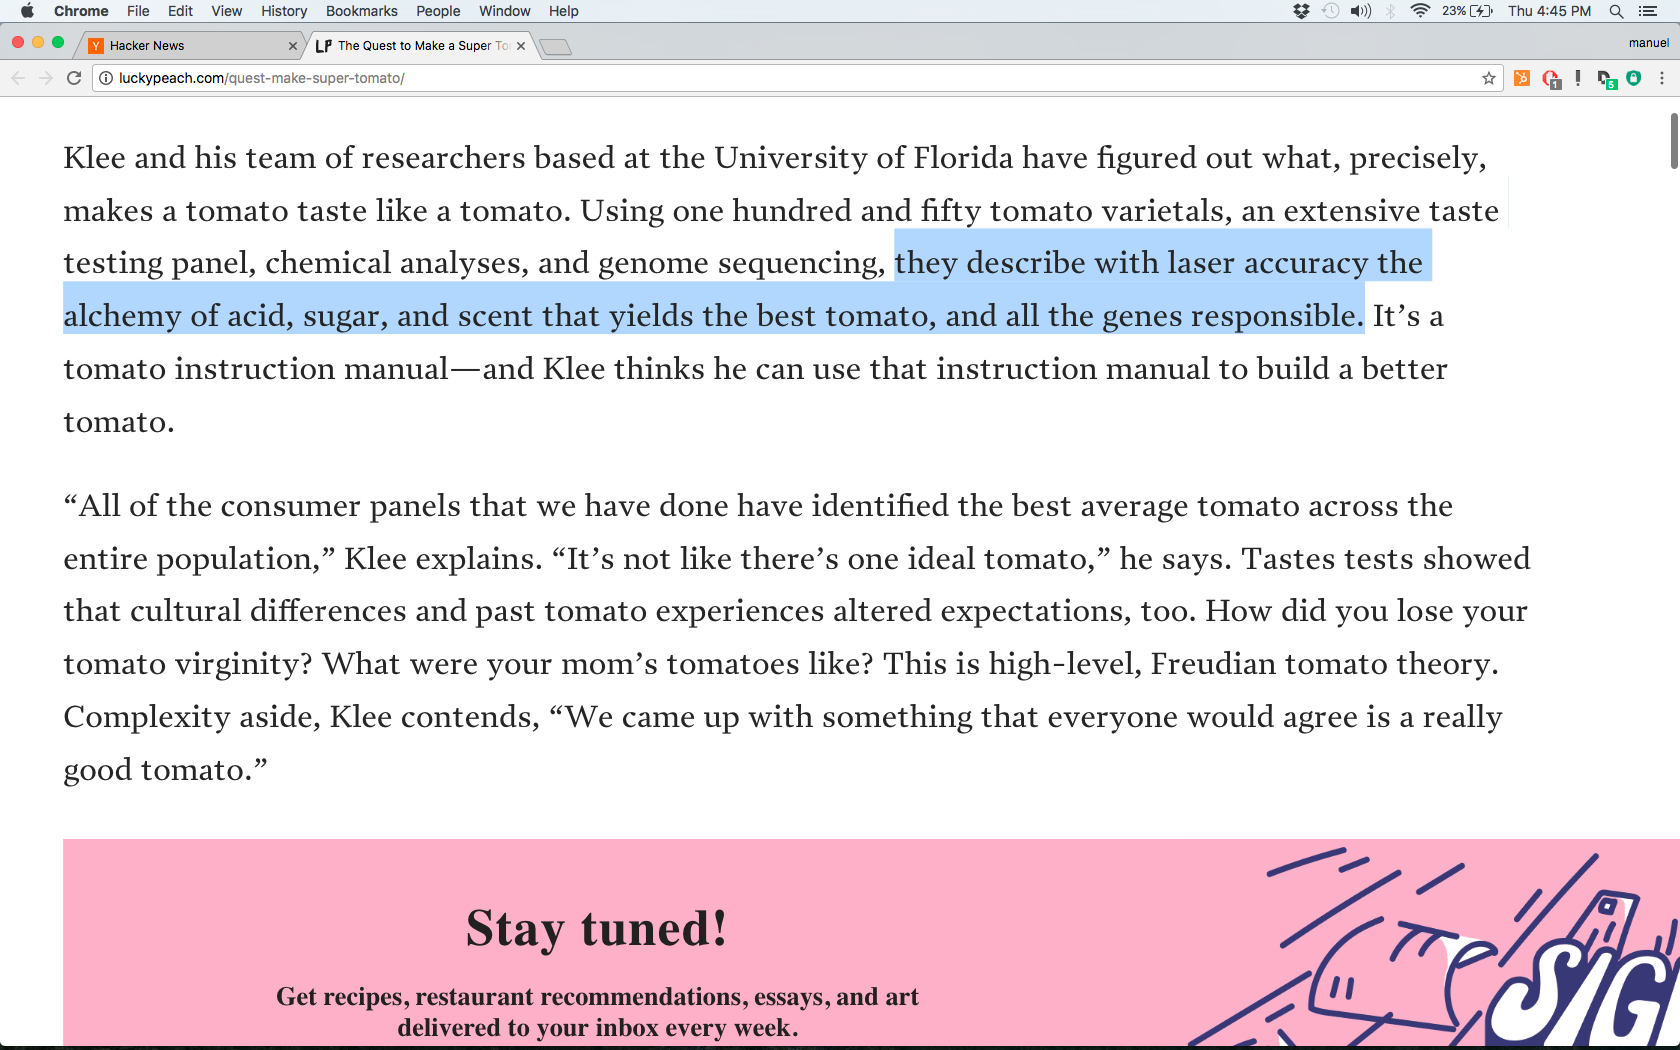 Chrome File Edit View History Bookmarks People Window Help 23% Thu 4:45 PM
Y Hacker News LP The Quest to Make a Super To manuel
luckypeach.com/quest-make-super-tomato/ 1 5
Klee and his team of researchers based at the University of Florida have figured out what, precisely,
makes a tomato taste like a tomato. Using one hundred and fifty tomato varietals, an extensive taste
testing panel, chemical analyses, and genome sequencing, they describe with laser accuracy the
alchemy of acid, sugar, and scent that yields the best tomato, and all the genes responsible. It’s a
tomato instruction manual—and Klee thinks he can use that instruction manual to build a better
tomato.
“All of the consumer panels that we have done have identified the best average tomato across the
entire population,” Klee explains. “It’s not like there’s one ideal tomato,” he says. Tastes tests showed
that cultural differences and past tomato experiences altered expectations, too. How did you lose your
tomato virginity? What were your mom’s tomatoes like? This is high-level, Freudian tomato theory.
Complexity aside, Klee contends, “We came up with something that everyone would agree is a really
good tomato.”
Stay tuned!
Get recipes, restaurant recommendations, essays, and art
delivered to your inbox every week.
SIG